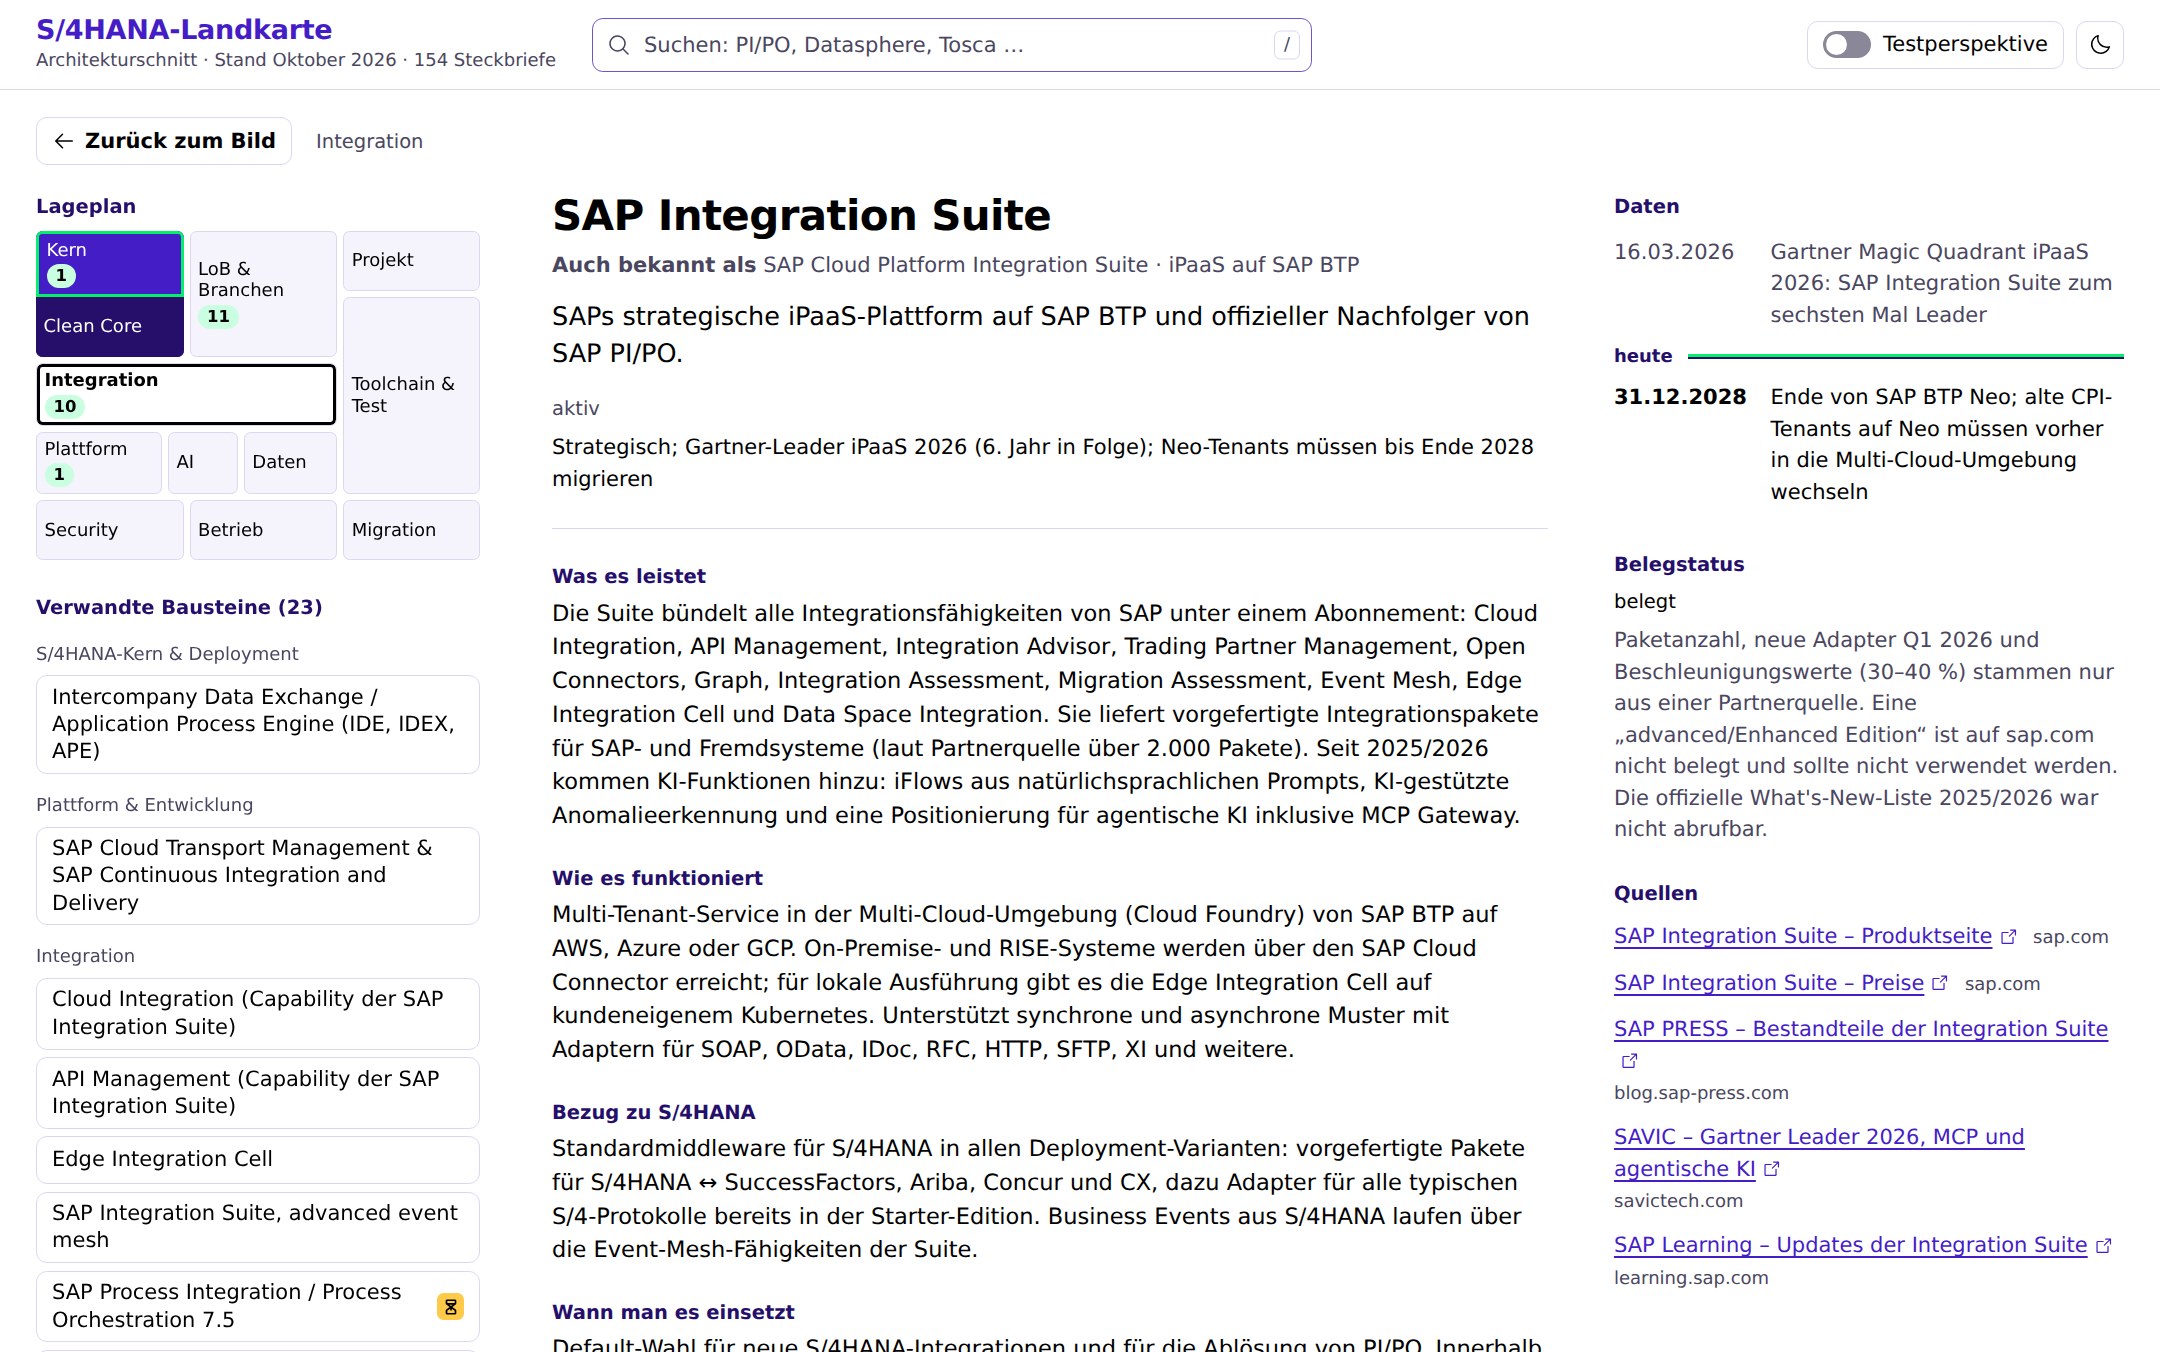 S/4HANA-Landkarte
Architekturschnitt · Stand Oktober 2026 · 154 Steckbriefe
Suchen: PI/PO, Datasphere, Tosca …
/
Testperspektive
Zurück zum Bild
Integration
Lageplan
Kern
1
Clean Core
LoB &
Branchen
11
Projekt
Integration
10
Toolchain &
Test
Plattform
1
AI
Daten
Security
Betrieb
Migration
Verwandte Bausteine (23)
S/4HANA-Kern & Deployment
Intercompany Data Exchange /
Application Process Engine (IDE, IDEX,
APE)
Plattform & Entwicklung
SAP Cloud Transport Management &
SAP Continuous Integration and
Delivery
Integration
Cloud Integration (Capability der SAP
Integration Suite)
API Management (Capability der SAP
Integration Suite)
Edge Integration Cell
SAP Integration Suite, advanced event
mesh
SAP Process Integration / Process
Orchestration 7.5
SAP Integration Suite
Auch bekannt als SAP Cloud Platform Integration Suite · iPaaS auf SAP BTP
SAPs strategische iPaaS-Plattform auf SAP BTP und offizieller Nachfolger von
SAP PI/PO.
aktiv
Strategisch; Gartner-Leader iPaaS 2026 (6. Jahr in Folge); Neo-Tenants müssen bis Ende 2028
migrieren
Was es leistet
Die Suite bündelt alle Integrationsfähigkeiten von SAP unter einem Abonnement: Cloud
Integration, API Management, Integration Advisor, Trading Partner Management, Open
Connectors, Graph, Integration Assessment, Migration Assessment, Event Mesh, Edge
Integration Cell und Data Space Integration. Sie liefert vorgefertigte Integrationspakete
für SAP- und Fremdsysteme (laut Partnerquelle über 2.000 Pakete). Seit 2025/2026
kommen KI-Funktionen hinzu: iFlows aus natürlichsprachlichen Prompts, KI-gestützte
Anomalieerkennung und eine Positionierung für agentische KI inklusive MCP Gateway.
Wie es funktioniert
Multi-Tenant-Service in der Multi-Cloud-Umgebung (Cloud Foundry) von SAP BTP auf
AWS, Azure oder GCP. On-Premise- und RISE-Systeme werden über den SAP Cloud
Connector erreicht; für lokale Ausführung gibt es die Edge Integration Cell auf
kundeneigenem Kubernetes. Unterstützt synchrone und asynchrone Muster mit
Adaptern für SOAP, OData, IDoc, RFC, HTTP, SFTP, XI und weitere.
Bezug zu S/4HANA
Standardmiddleware für S/4HANA in allen Deployment-Varianten: vorgefertigte Pakete
für S/4HANA ↔ SuccessFactors, Ariba, Concur und CX, dazu Adapter für alle typischen
S/4-Protokolle bereits in der Starter-Edition. Business Events aus S/4HANA laufen über
die Event-Mesh-Fähigkeiten der Suite.
Wann man es einsetzt
Default-Wahl für neue S/4HANA-Integrationen und für die Ablösung von PI/PO. Innerhalb
Daten
16.03.2026
Gartner Magic Quadrant iPaaS
2026: SAP Integration Suite zum
sechsten Mal Leader
heute
31.12.2028
Ende von SAP BTP Neo; alte CPI-
Tenants auf Neo müssen vorher
in die Multi-Cloud-Umgebung
wechseln
Belegstatus
belegt
Paketanzahl, neue Adapter Q1 2026 und
Beschleunigungswerte (30–40 %) stammen nur
aus einer Partnerquelle. Eine
„advanced/Enhanced Edition“ ist auf sap.com
nicht belegt und sollte nicht verwendet werden.
Die offizielle What's-New-Liste 2025/2026 war
nicht abrufbar.
Quellen
SAP Integration Suite – Produktseite sap.com
SAP Integration Suite – Preise sap.com
SAP PRESS – Bestandteile der Integration Suite
blog.sap-press.com
SAVIC – Gartner Leader 2026, MCP und
agentische KI
savictech.com
SAP Learning – Updates der Integration Suite
learning.sap.com